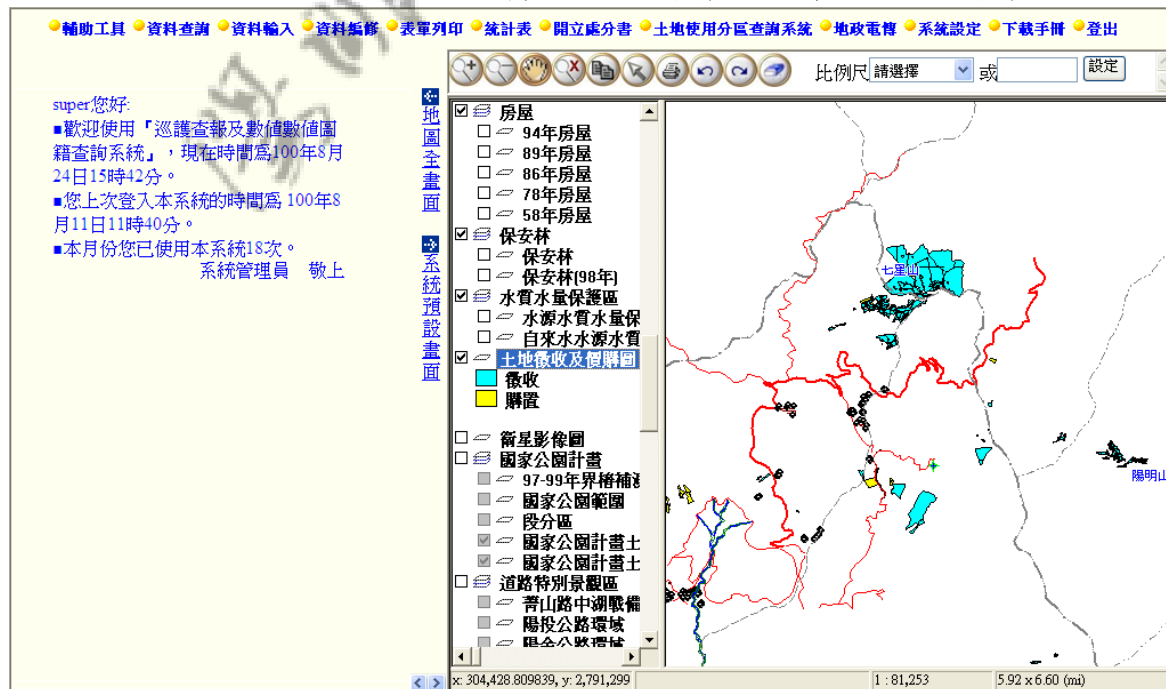 輔助工具 資料查詢 資料輸入 資料編修 表單列印 統計表 開立處分書 土地使用分區查詢系統 地政電傳 系統設定 下載手冊 登出
比例尺 請選擇 或 設定
super您好:
■歡迎使用『巡護查報及數值數值圖
籍查詢系統』，現在時間為100年8月
24日15時42分。
■您上次登入本系統的時間為 100年8
月11日11時40分。
■本月份您已使用本系統18次。
系統管理員 敬上
地圖全畫面
系統預設畫面
房屋
94年房屋
89年房屋
86年房屋
78年房屋
58年房屋
保安林
保安林
保安林(98年)
水質水量保護區
水源水質水量保
自來水水源水質
土地徵收及價購圖
徵收
購置
衛星影像圖
國家公園計畫
97-99年界樁補
國家公園範圍
段分區
國家公園計畫土
國家公園計畫土
道路特別景觀區
菁山路中湖戰備
陽投公路環域
陽金公路環域
七星山
陽明山
x: 304,428.809839, y: 2,791,299
1 : 81,253
5.92 x 6.60 (mi)